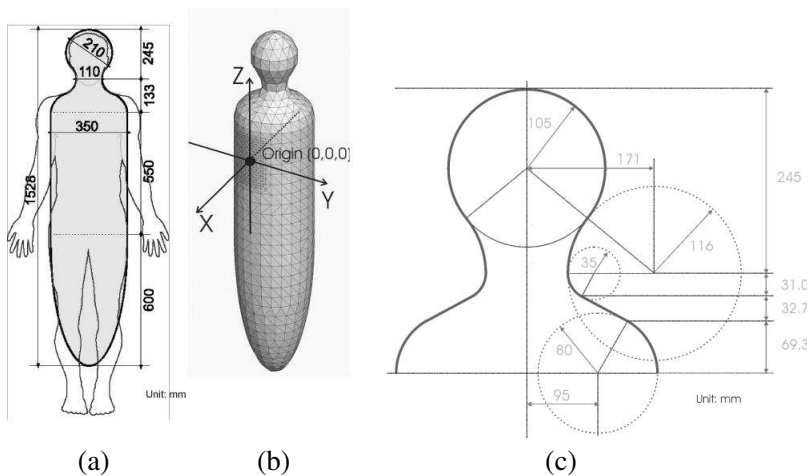 210
110
245
133
350
550
1528
600
Unit: mm
Z
Origin (0,0,0)
X
Y
105
171
245
116
35
31.0
32.7
80
69.3
95
Unit: mm
(a)
(b)
(c)